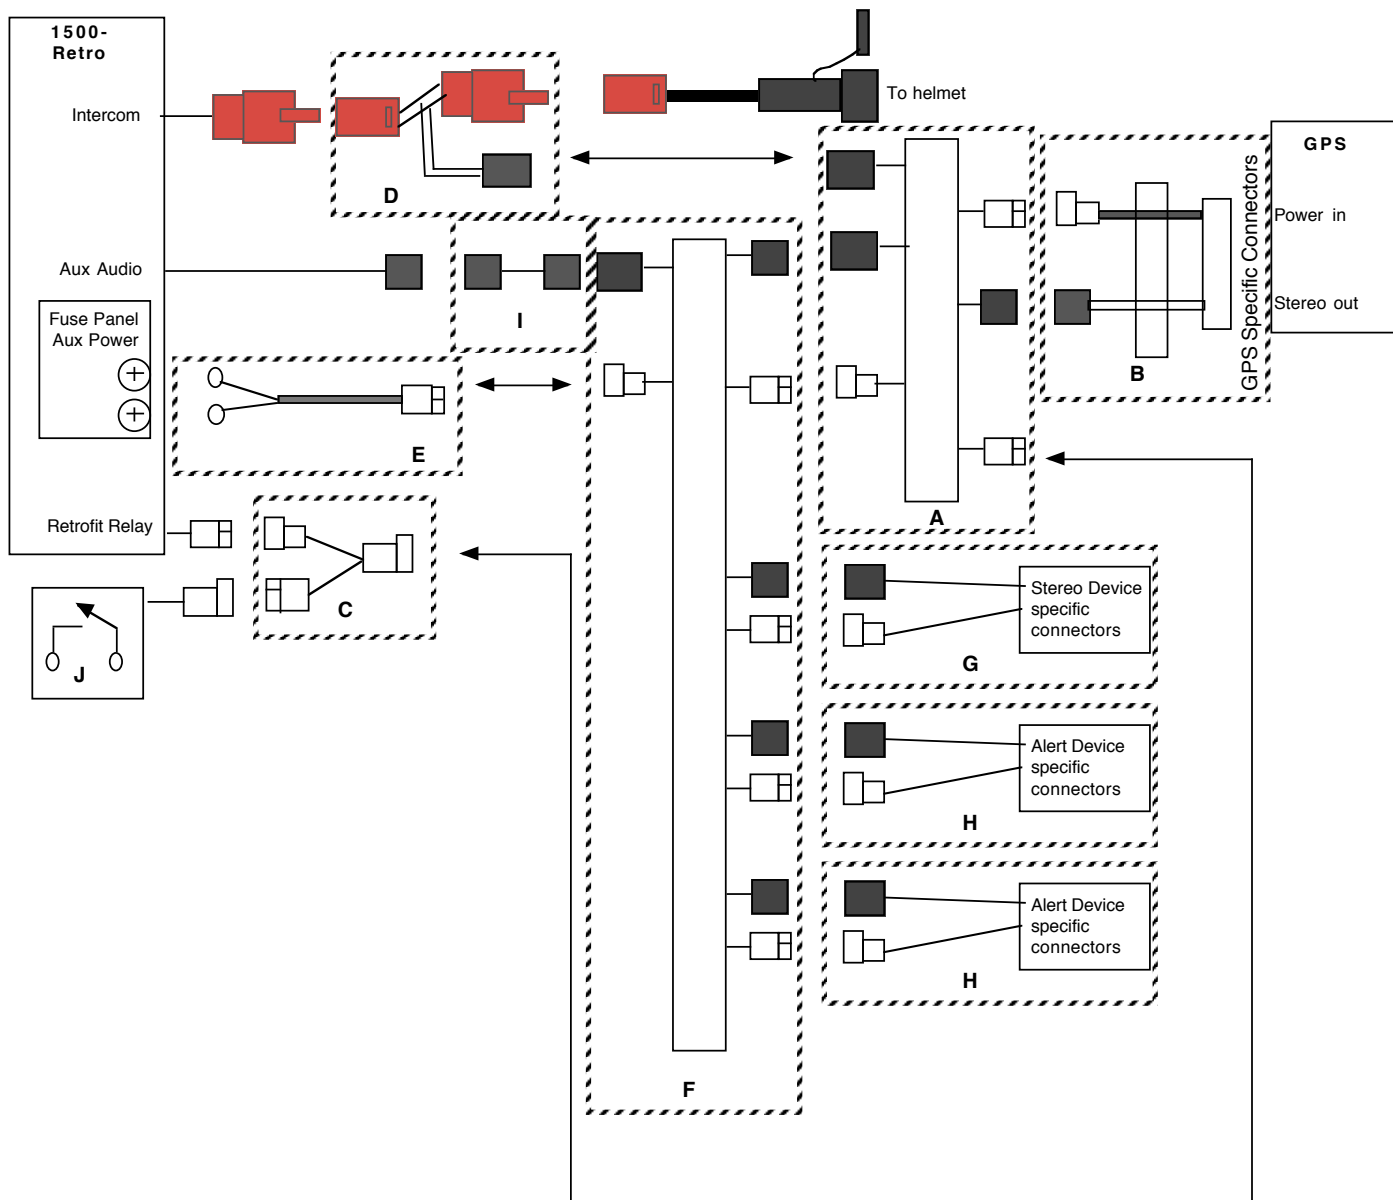 1500-
Retro
Intercom
To helmet
GPS
D
Power in
Aux Audio
I
Stereo out
GPS Specific Connectors
Fuse Panel
Aux Power
B
E
A
Retrofit Relay
C
Stereo Device
specific
connectors
G
J
Alert Device
specific
connectors
H
Alert Device
specific
connectors
H
F